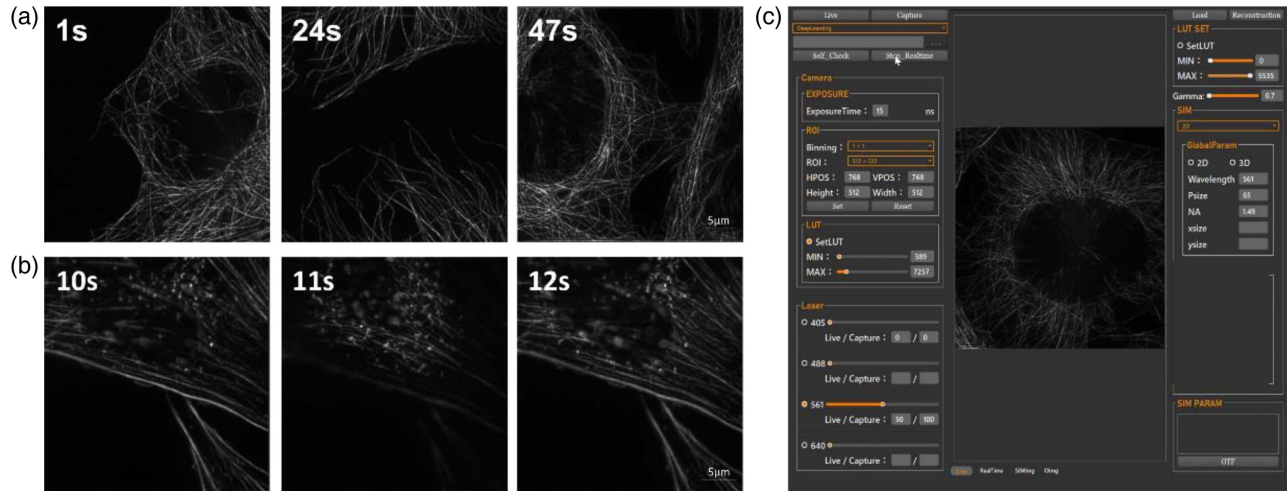 (a)
1s
24s
47s
5μm
(b)
10s
11s
12s
5μm
(c)
Live Capture
DeepLearning
...
Self_Check Stop_Realtime
Camera
EXPOSURE
ExposureTime : 15 ns
ROI
Binning : 1 × 1
ROI : 512 × 512
HPOS : 768 VPOS : 768
Height : 512 Width : 512
Set Reset
LUT
SetLUT
MIN : 389
MAX : 7257
Laser
405
Live / Capture : 0 / 0
488
Live / Capture : /
561
Live / Capture : 50 / 100
640
Live / Capture : /
Live RealTime SIMImg OImg
Load Reconstruction
LUT SET
SetLUT
MIN : 0
MAX : 5535
Gamma: 0.7
SIM
2D
GlobalParam
2D 3D
Wavelength 561
Psize 65
NA 1.49
xsize
ysize
SIM PARAM
OTF